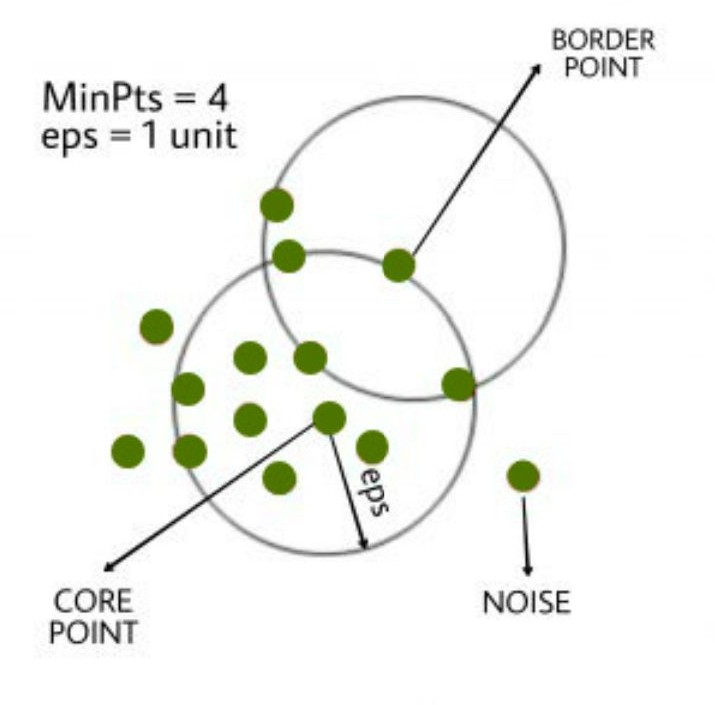 BORDER
POINT
MinPts = 4
eps = 1 unit
eps
CORE
POINT
NOISE